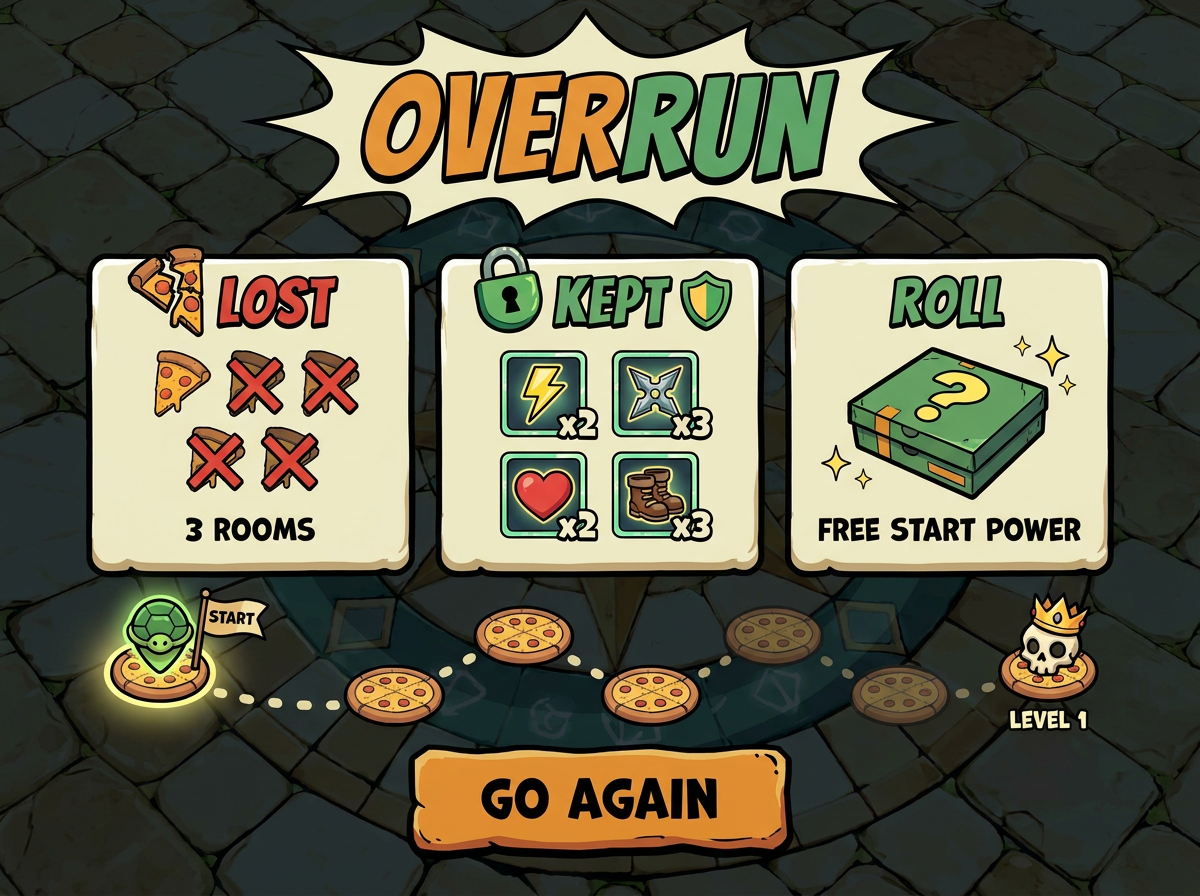 OVERRUN
LOST
3 ROOMS
KEPT
x2
x3
x2
x3
ROLL
?
FREE START POWER
START
LEVEL 1
GO AGAIN